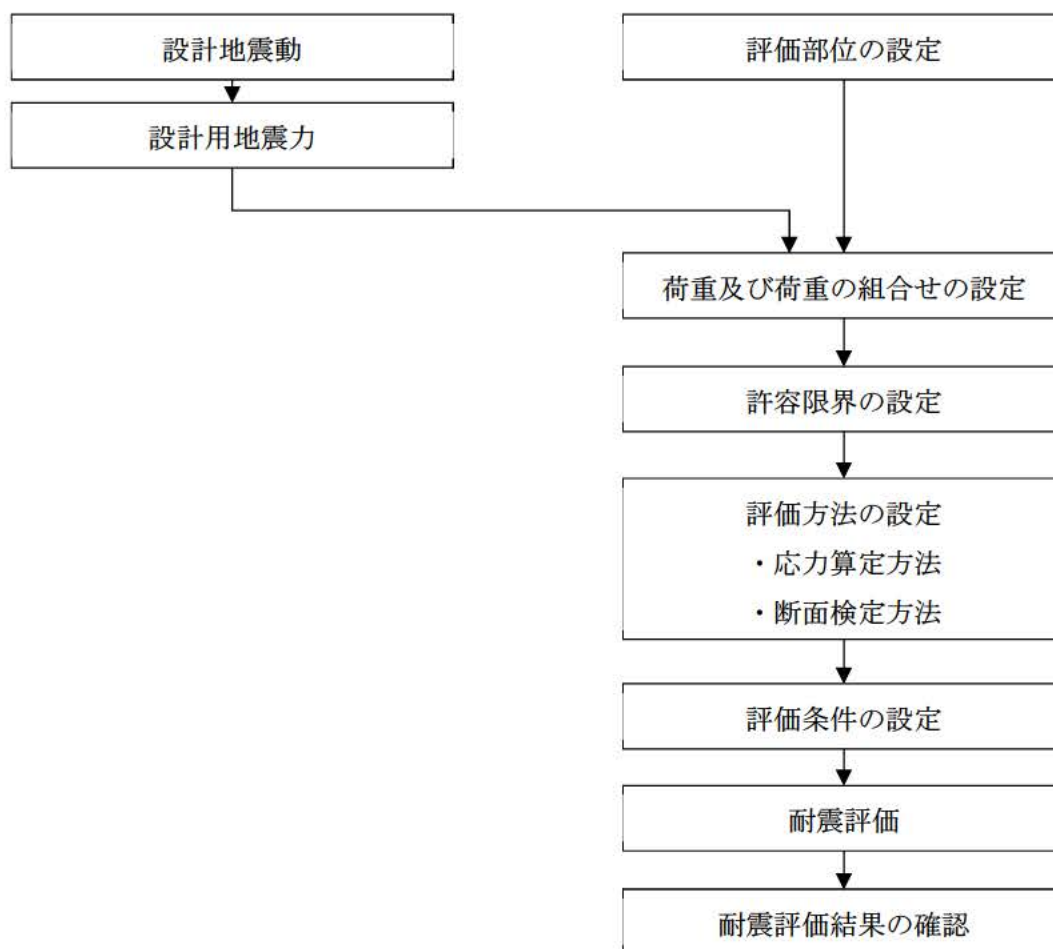 設計地震動
評価部位の設定
設計用地震力
荷重及び荷重の組合せの設定
許容限界の設定
評価方法の設定
・応力算定方法
・断面検定方法
評価条件の設定
耐震評価
耐震評価結果の確認